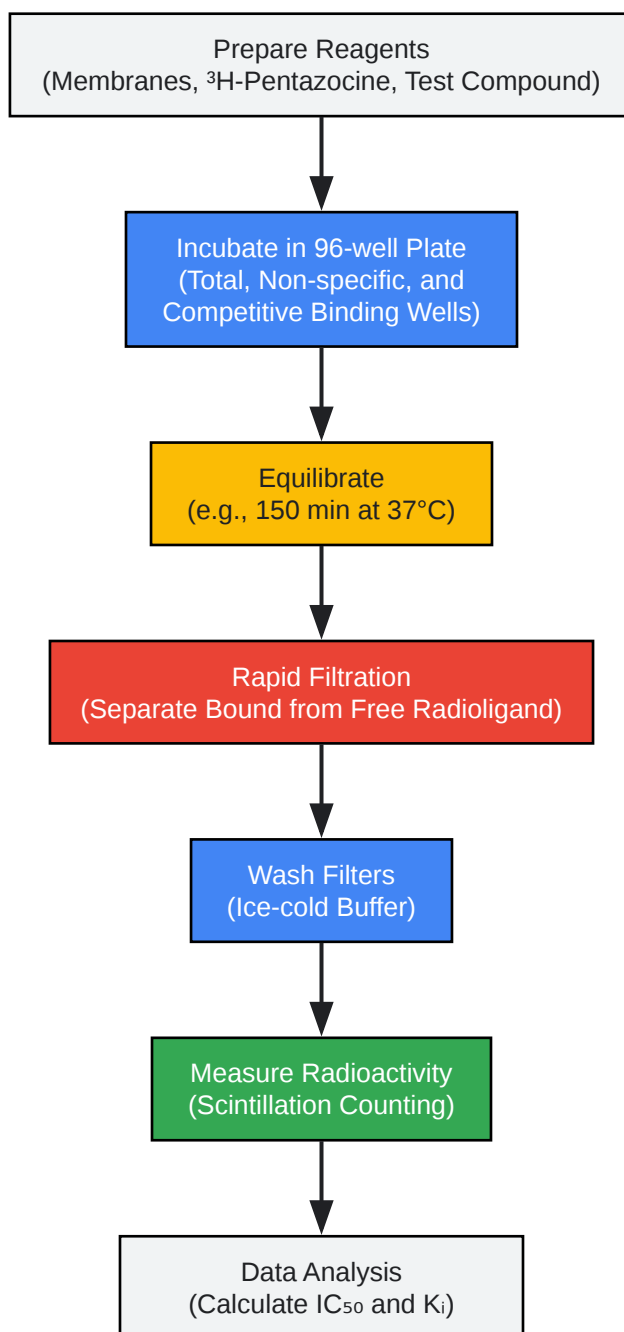 Prepare Reagents
(Membranes, ³H-Pentazocine, Test Compound)
Incubate in 96-well Plate
(Total, Non-specific, and
Competitive Binding Wells)
Equilibrate
(e.g., 150 min at 37°C)
Rapid Filtration
(Separate Bound from Free Radioligand)
Wash Filters
(Ice-cold Buffer)
Measure Radioactivity
(Scintillation Counting)
Data Analysis
(Calculate IC₅₀ and Kᵢ)